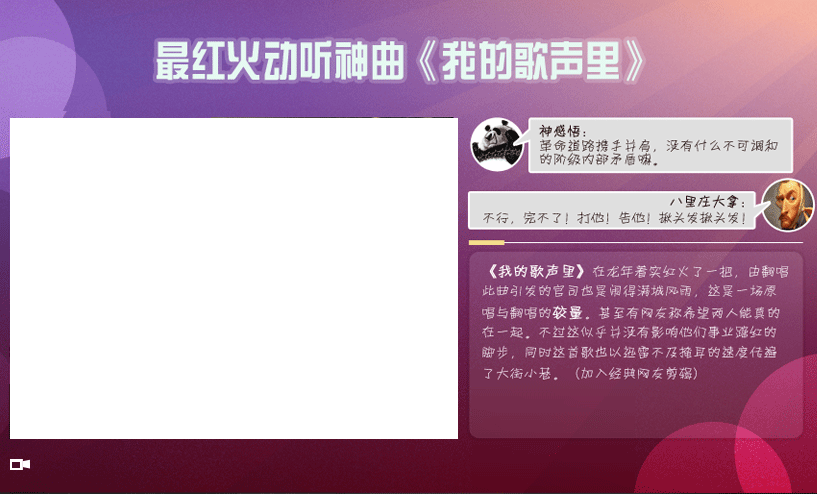 最红火动听神曲《我的歌声里》
神感悟：
革命道路携手并肩，没有什么不可调和
的阶级内部矛盾嘛。
八里庄大拿：
不行，完不了！打他！告他！揪头发揪头发！
《我的歌声里》在龙年着实红火了一把，由翻唱
此曲引发的官司也是闹得满城风雨，这是一场原
唱与翻唱的较量。甚至有网友称希望两人能真的
在一起。不过这似乎并没有影响他们事业蹿红的
脚步，同时这首歌也以迅雷不及掩耳的速度传遍
了大街小巷。（加入经典网友剪辑）